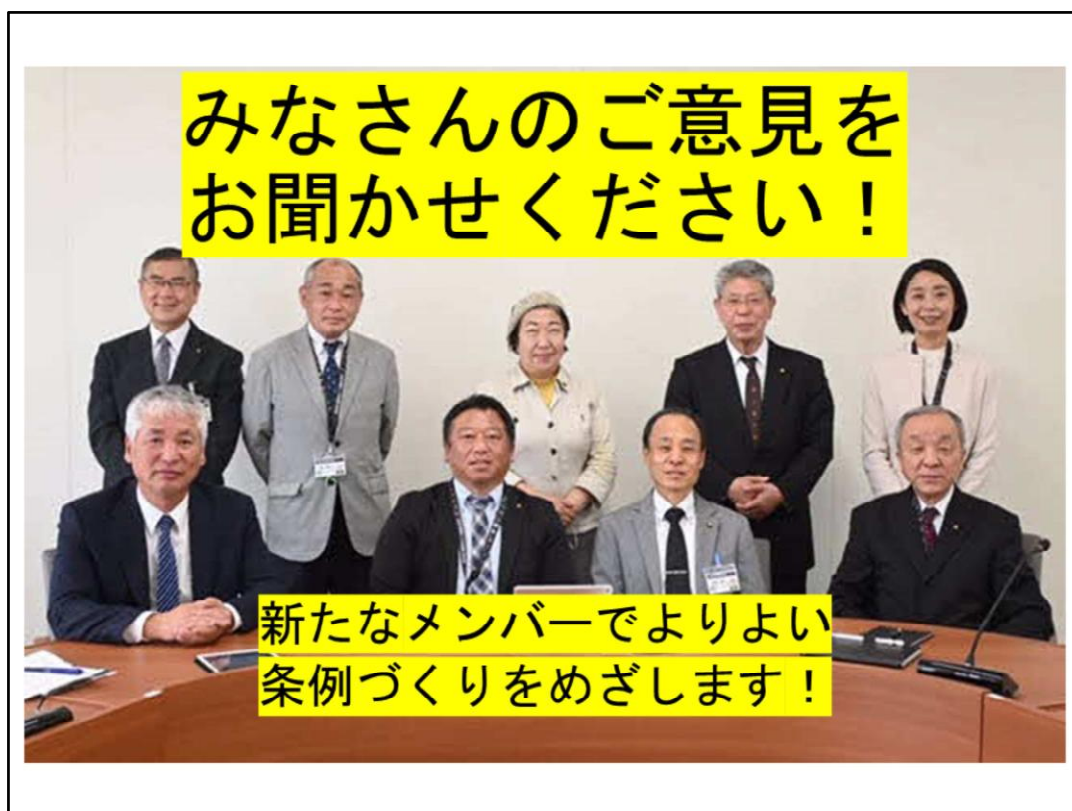 みなさんのご意見を
お聞かせください！
新たなメンバーでよりよい
条例づくりをめざします！